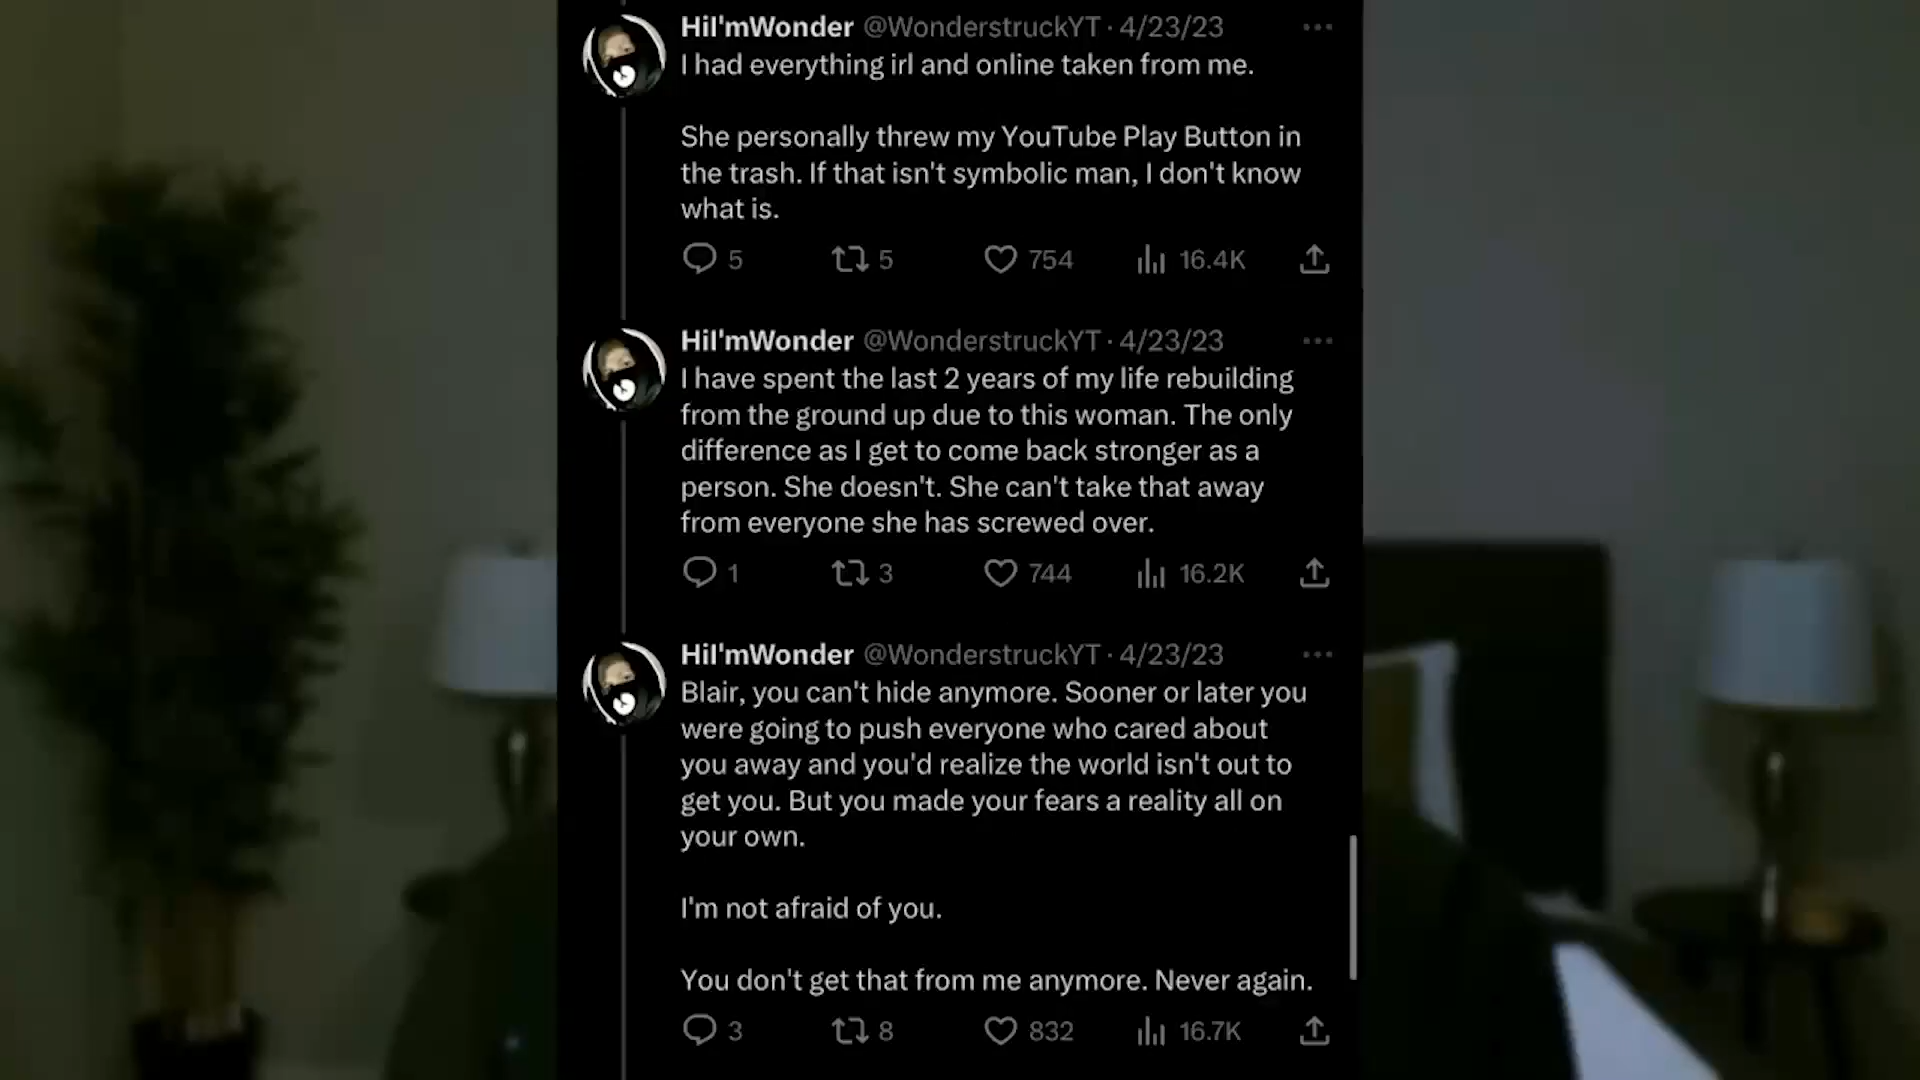 HiI'mWonder @WonderstruckYT · 4/23/23
I had everything irl and online taken from me.
She personally threw my YouTube Play Button in
the trash. If that isn't symbolic man, I don't know
what is.
5 5 754 16.4K
HiI'mWonder @WonderstruckYT · 4/23/23
I have spent the last 2 years of my life rebuilding
from the ground up due to this woman. The only
difference as I get to come back stronger as a
person. She doesn't. She can't take that away
from everyone she has screwed over.
1 3 744 16.2K
HiI'mWonder @WonderstruckYT · 4/23/23
Blair, you can't hide anymore. Sooner or later you
were going to push everyone who cared about
you away and you'd realize the world isn't out to
get you. But you made your fears a reality all on
your own.
I'm not afraid of you.
You don't get that from me anymore. Never again.
3 8 832 16.7K